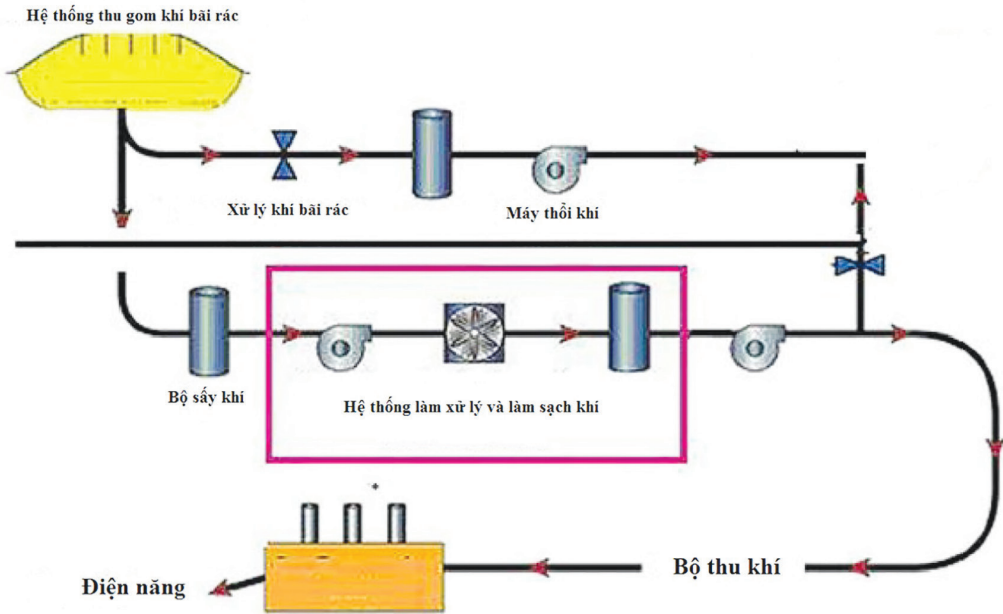 Hệ thống thu gom khí bãi rác
Xử lý khí bãi rác
Máy thổi khí
Bộ sấy khí
Hệ thống làm xử lý và làm sạch khí
Bộ thu khí
Điện năng